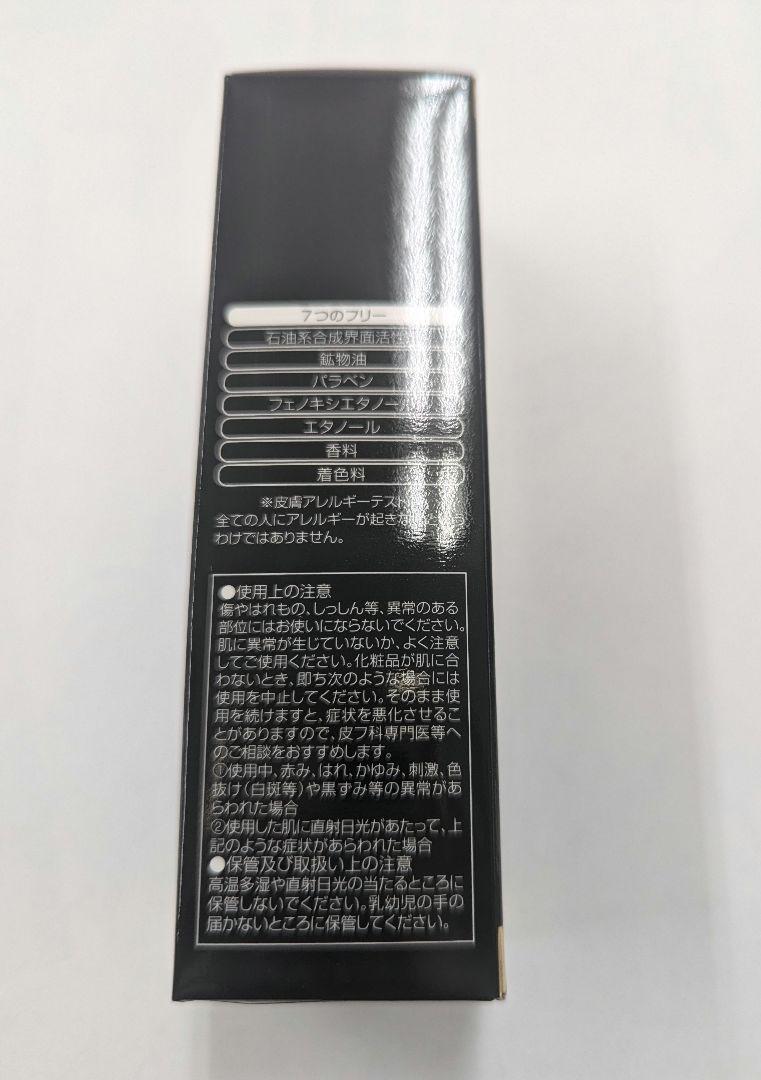 7つのフリー
石油系合成界面活性
鉱物油
パラベン
フェノキシエタノー
エタノール
香料
着色料
※皮膚アレルギーテスト
全ての人にアレルギーが起き
わけではありません。
●使用上の注意
傷やはれもの、しっしん等、異常のある
部位にはお使いにならないでください。
肌に異常が生じていないか、よく注意
してご使用ください。化粧品が肌に合
わないとき、即ち次のような場合には
使用を中止してください。そのまま使
用を続けますと、症状を悪化させるこ
とがありますので、皮フ科専門医等へ
のご相談をおすすめします。
①使用中、赤み、はれ、かゆみ、刺激、色
抜け(白斑等)や黒ずみ等の異常があ
らわれた場合
②使用した肌に直射日光があたって、上
記のような症状があらわれた場合
●保管及び取扱い上の注意
高温多湿や直射日光の当たるところに
保管しないでください。乳幼児の手の
届かないところに保管してください。